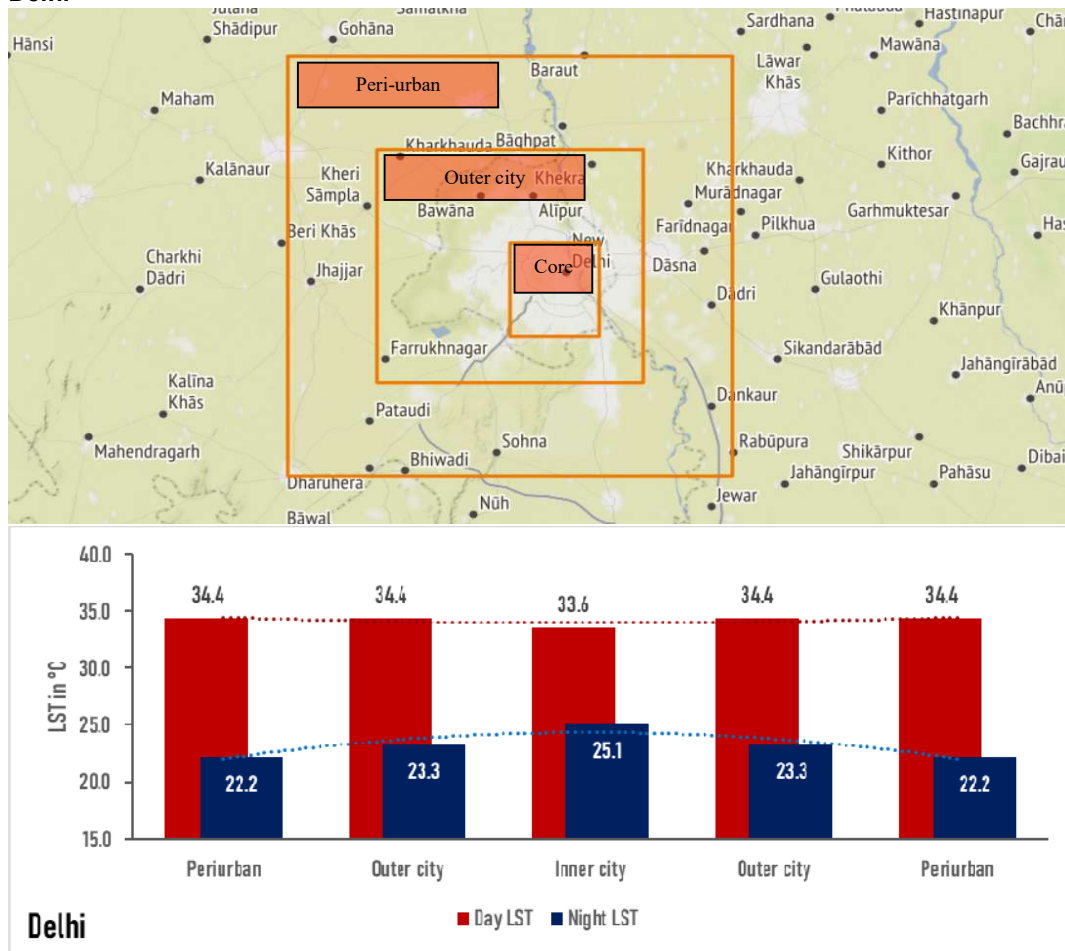 Delhi
Shādipur
Gohāna
Samalkha
Sardhana
Hastinapur
Hānsi
Mawāna
Lāwar
Khās
Baraut
Peri-urban
Maham
Parīchhatgarh
Bachhra
Kharkhauda
Bāghpat
Kithor
Gajrau
Kalānaur
Kheri
Sāmpla
Outer city
Khekra
Kharkhauda
Murādnagar
Bawāna
Alīpur
Garhmuktesar
Beri Khās
Farīdnagar
Pilkhua
Has
New
Delhi
Core
Charkhi
Dādri
Jhajjar
Dāsna
Gulaothi
Dādri
Khānpur
Farrukhnagar
Sikandarābād
Jahāngīrābād
Kalīna
Khās
Anūp
Pataudi
Dankaur
Mahendragarh
Sohna
Rabūpura
Shikārpur
Bhiwadi
Dharuhera
Jahāngīrpur
Pahāsu
Dibai
Nūh
Jewar
Bāwal
40.0
35.0
30.0
25.0
20.0
15.0
LST in °C
34.4
34.4
33.6
34.4
34.4
22.2
23.3
25.1
23.3
22.2
Periurban
Outer city
Inner city
Outer city
Periurban
Delhi
Day LST
Night LST